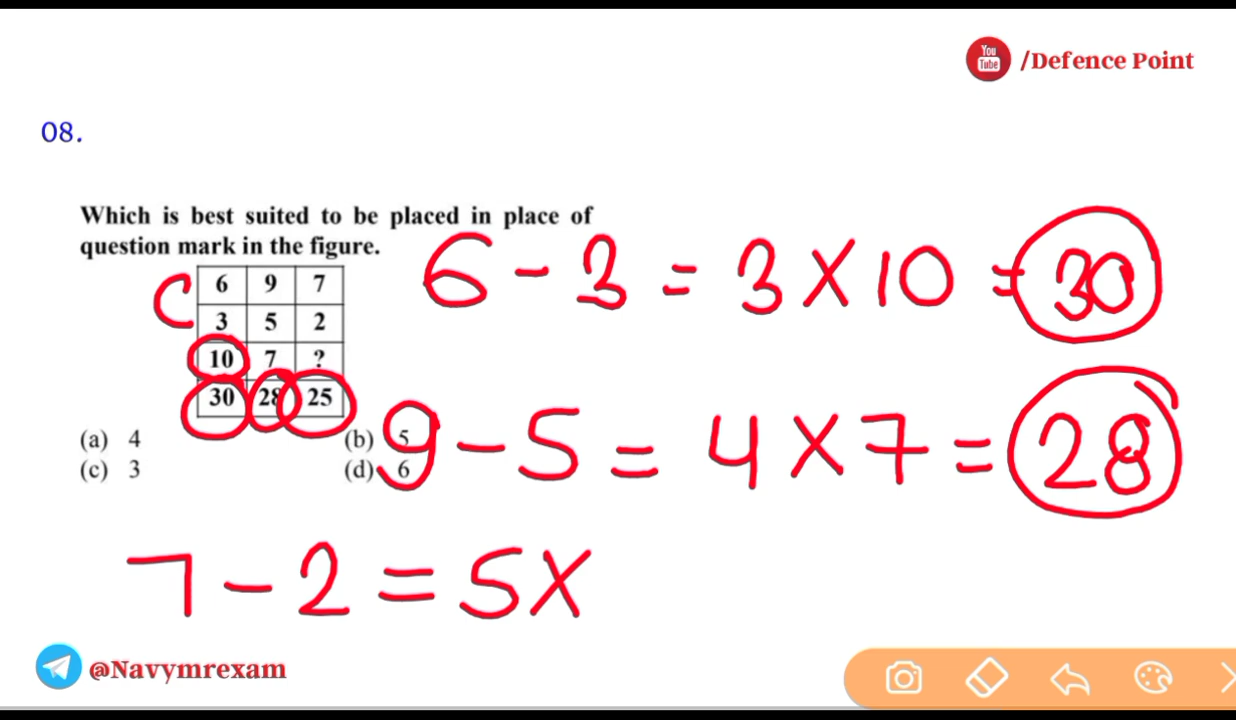 You
Tube /Defence Point
08.
Which is best suited to be placed in place of
question mark in the figure.
6 9 7
3 5 2
10 7 ?
30 28 25
(a) 4 (b) 5
(c) 3 (d) 6
6 - 3 = 3 X 10 = 30
9 - 5 = 4 X 7 = 28
7 - 2 = 5 X
@Navymrexam